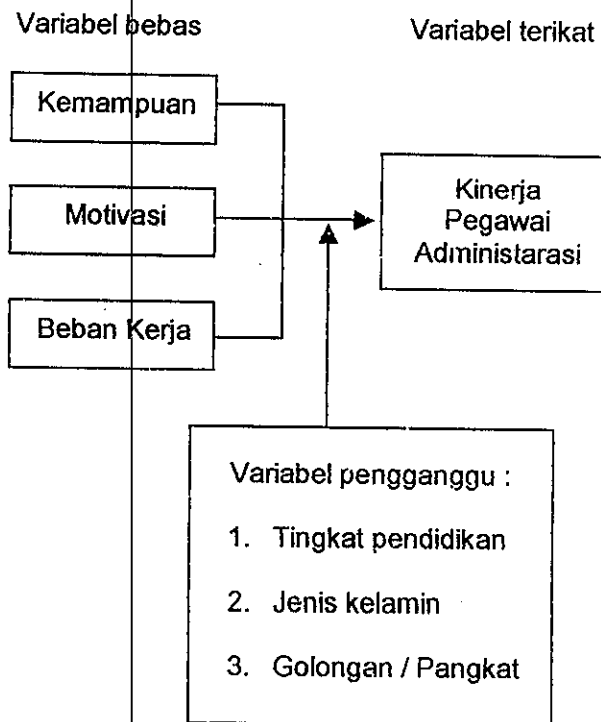 Variabel bebas
Variabel terikat
Kemampuan
Motivasi
Beban Kerja
Kinerja
Pegawai
Administarasi
Variabel pengganggu :
1. Tingkat pendidikan
2. Jenis kelamin
3. Golongan / Pangkat